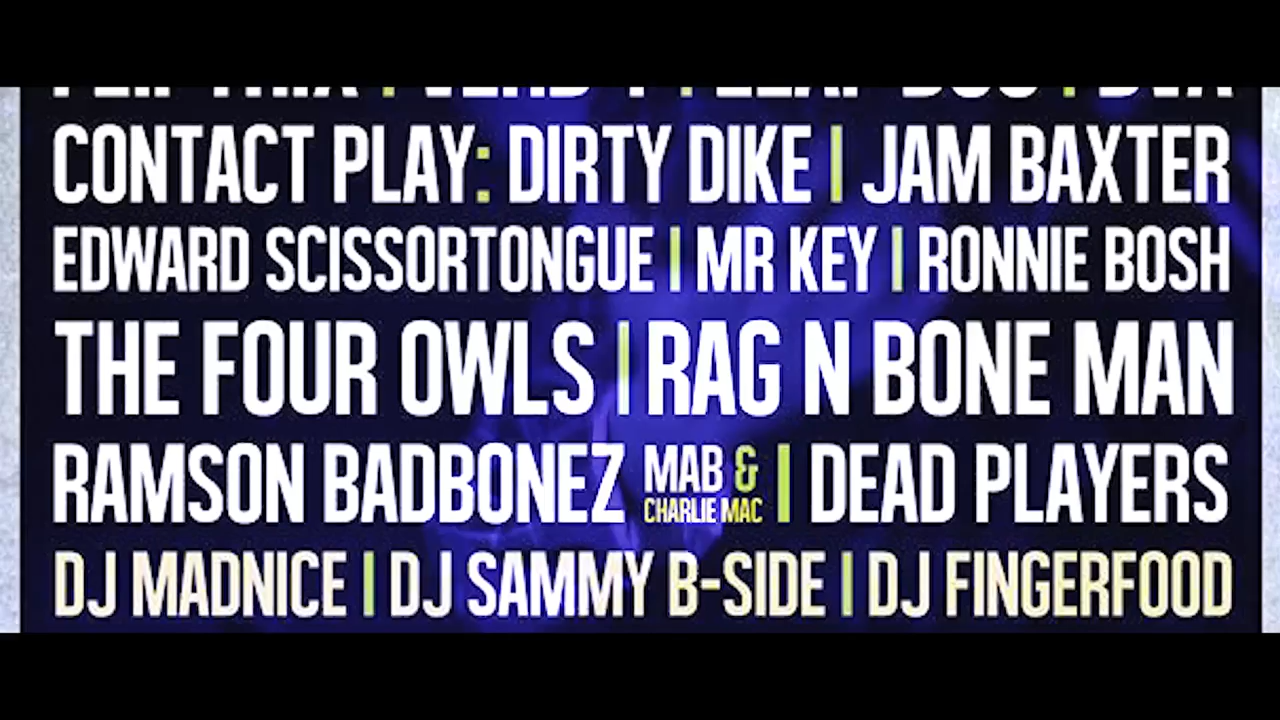 CONTACT PLAY: DIRTY DIKE | JAM BAXTER
EDWARD SCISSORTONGUE | MR KEY | RONNIE BOSH
THE FOUR OWLS | RAG N BONE MAN
RAMSON BADBONEZ MAB & CHARLIE MAC | DEAD PLAYERS
DJ MADNICE | DJ SAMMY B-SIDE | DJ FINGERFOOD